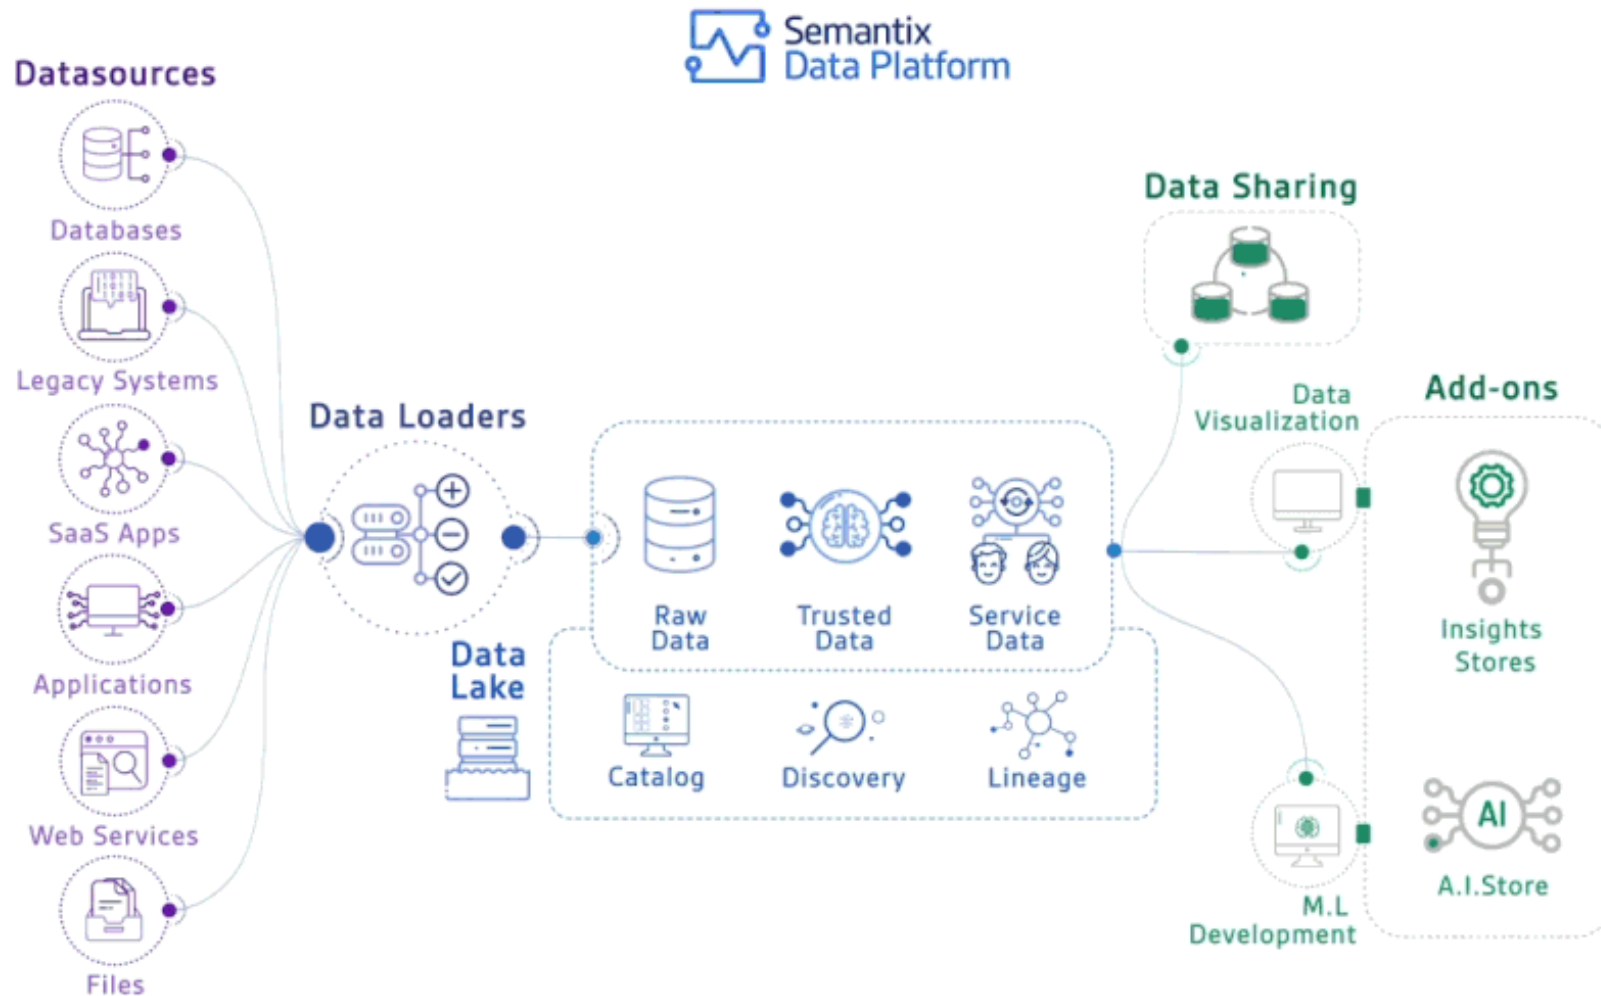 Semantix
Data Platform
Datasources
Databases
Legacy Systems
SaaS Apps
Applications
Web Services
Files
Data Loaders
Data
Lake
Raw
Data
Trusted
Data
Service
Data
Catalog
Discovery
Lineage
Data Sharing
Data
Visualization
M.L
Development
Add-ons
Insights
Stores
AI
A.I.Store